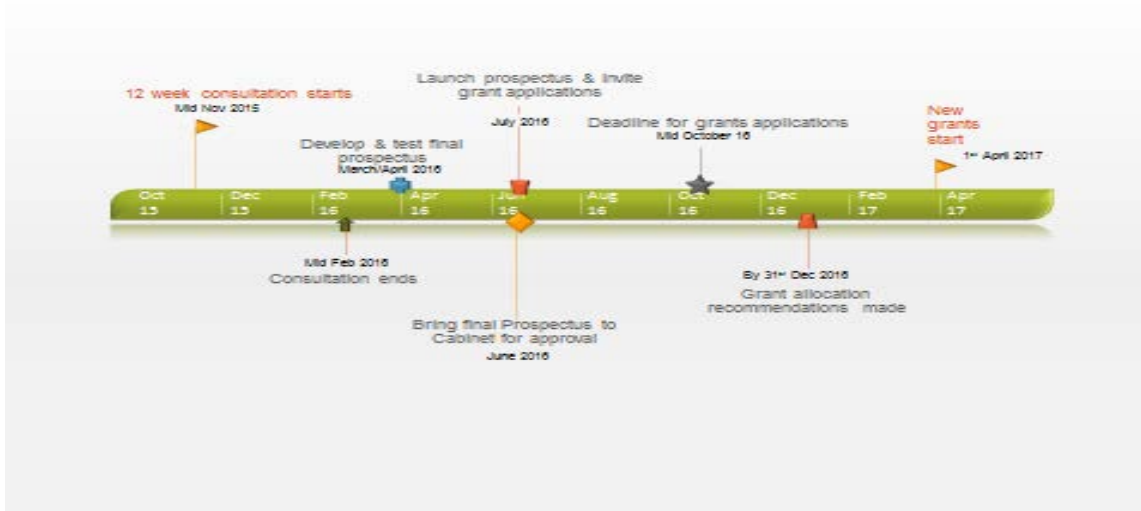 Launch prospectus & Invite
grant applications
July 2016
12 week consultation starts
Mid Nov 2015
Develop & test final
prospectus
March/April 2016
Deadline for grants applications
Mid October 16
New
grants
start
1st April 2017
Oct
15
Dec
15
Feb
16
Apr
16
Jun
16
Aug
16
Oct
16
Dec
16
Feb
17
Apr
17
Mid Feb 2016
Consultation ends
Bring final Prospectus to
Cabinet for approval
June 2016
By 31st Dec 2016
Grant allocation
recommendations made